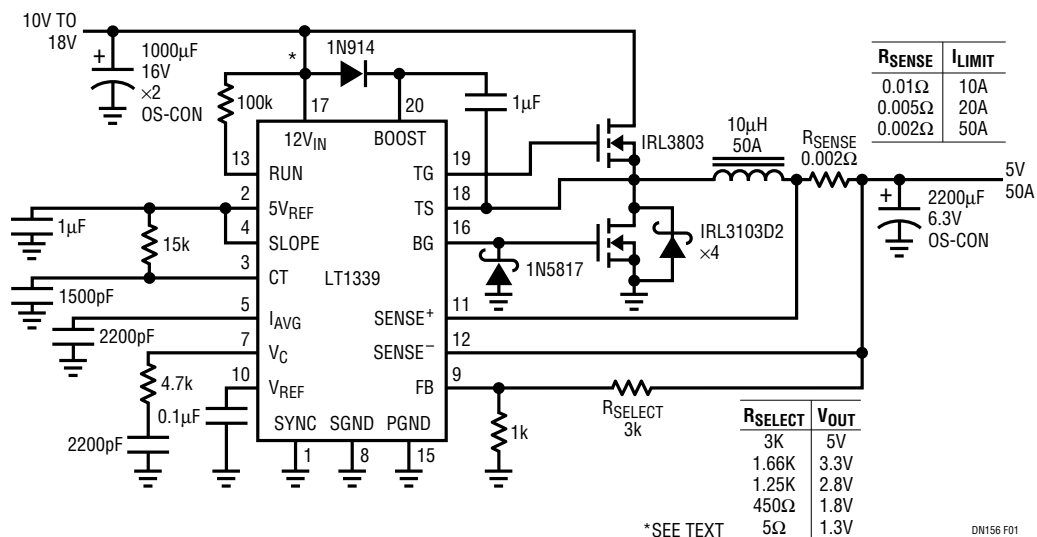 10V TO
18V
+
1000µF
16V
×2
OS-CON
*
1N914
100k
1µF
17
20
12VIN
BOOST
13
RUN
2
5VREF
4
SLOPE
3
CT
5
IAVG
7
VC
10
VREF
SYNC
SGND
PGND
1
8
15
LT1339
19
TG
18
TS
16
BG
11
SENSE+
12
SENSE−
9
FB
1µF
15k
1500pF
2200pF
4.7k
2200pF
0.1µF
IRL3803
1N5817
IRL3103D2
×4
10µH
50A
RSENSE
0.002Ω
5V
50A
+
2200µF
6.3V
OS-CON
RSELECT
3k
1k
RSENSE ILIMIT
0.01Ω 10A
0.005Ω 20A
0.002Ω 50A
RSELECT VOUT
3K 5V
1.66K 3.3V
1.25K 2.8V
450Ω 1.8V
5Ω 1.3V
*SEE TEXT
DN156 F01